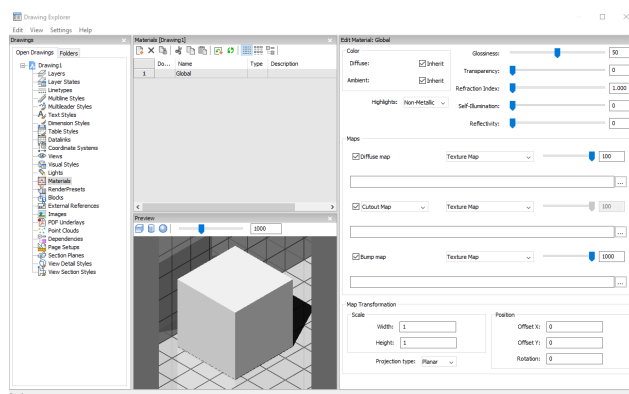 Drawing Explorer
Edit View Settings Help
Drawings
Open Drawings Folders
Drawing1
Layers
Layer States
Linetypes
Multiline Styles
Multileader Styles
Text Styles
Dimension Styles
Table Styles
Datalinks
Coordinate Systems
Views
Visual Styles
Lights
Materials
RenderPresets
Blocks
External References
Images
PDF Underlays
Point Clouds
Dependencies
Page Setups
Section Planes
View Detail Styles
View Section Styles
Materials [Drawing1]
Do... Name Type Description
1 Global
Preview
1000
Edit Material: Global
Color
Diffuse: Inherit
Ambient: Inherit
Highlights: Non-Metallic
Glossiness: 50
Transparency: 0
Refraction Index: 1.000
Self-Illumination: 0
Reflectivity: 0
Maps
Diffuse map Texture Map 100
...
Cutout Map Texture Map 100
...
Bump map Texture Map 1000
...
Map Transformation
Scale
Width: 1
Height: 1
Projection type: Planar
Position
Offset X: 0
Offset Y: 0
Rotation: 0